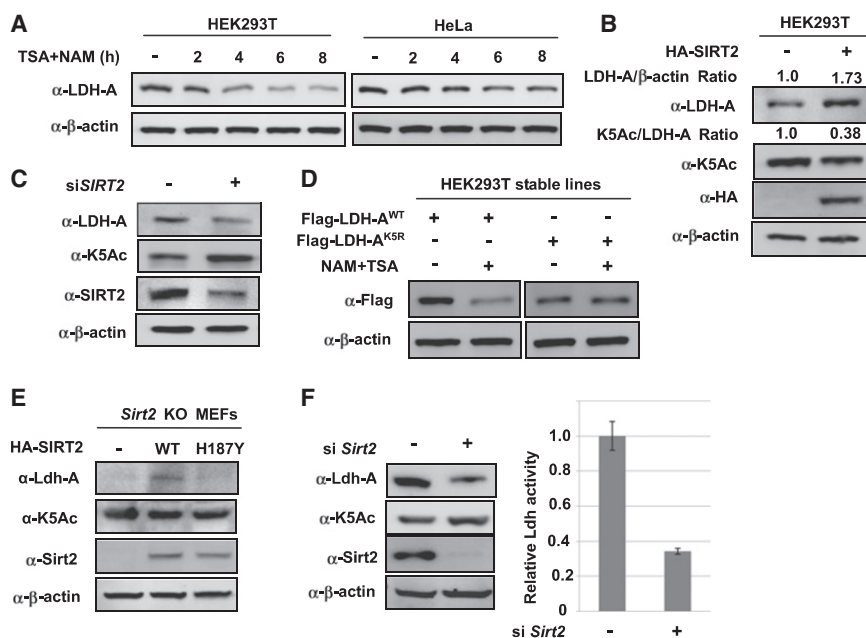 A
HEK293T
HeLa
TSA+NAM (h)
- 2 4 6 8
- 2 4 6 8
α-LDH-A
α-β-actin
B
HEK293T
HA-SIRT2 - +
LDH-A/β-actin Ratio 1.0 1.73
α-LDH-A
K5Ac/LDH-A Ratio 1.0 0.38
α-K5Ac
α-HA
α-β-actin
C
siSIRT2 - +
α-LDH-A
α-K5Ac
α-SIRT2
α-β-actin
D
HEK293T stable lines
Flag-LDH-A^WT + + - -
Flag-LDH-A^K5R - - + +
NAM+TSA - + - +
α-Flag
α-β-actin
E
Sirt2 KO MEFs
HA-SIRT2 - WT H187Y
α-Ldh-A
α-K5Ac
α-Sirt2
α-β-actin
F
si Sirt2 - +
α-Ldh-A
α-K5Ac
α-Sirt2
α-β-actin
Relative Ldh activity
1.0
0.8
0.6
0.4
0.2
0
si Sirt2 - +